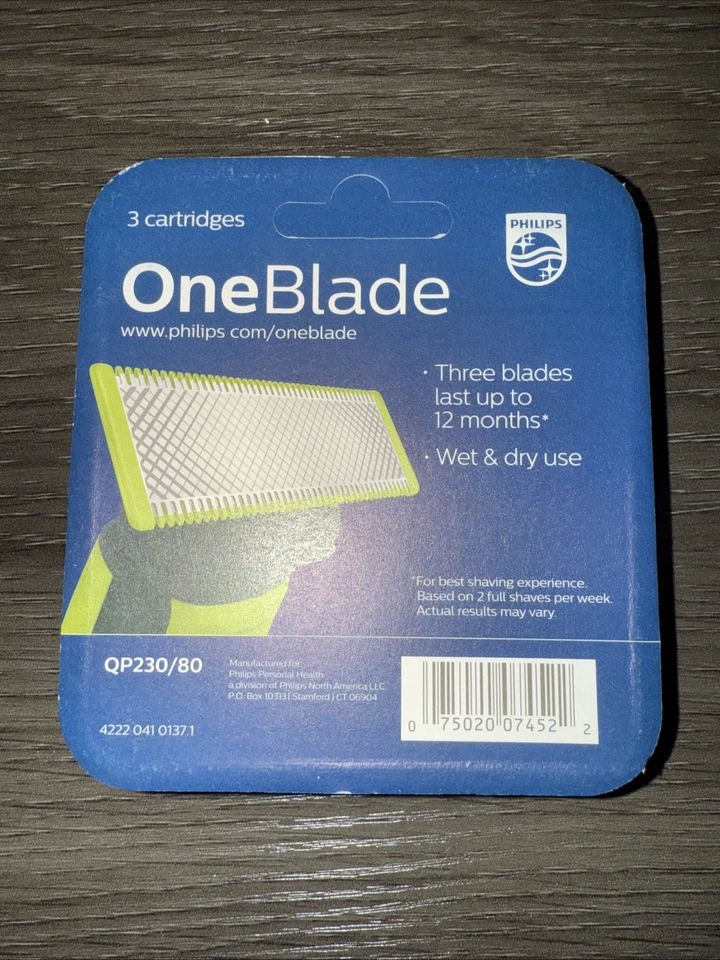 3 cartridges
PHILIPS
OneBlade
www.philips com/oneblade
· Three blades
last up to
12 months*
· Wet & dry use
*For best shaving experience.
Based on 2 full shaves per week.
Actual results may vary.
QP230/80
Manufactured for
Philips Personal Health
a division of Philips North America LLC
P.O. Box 10313 | Stamford | CT 06904
4222 041 0137.1
0 75020 07452 2